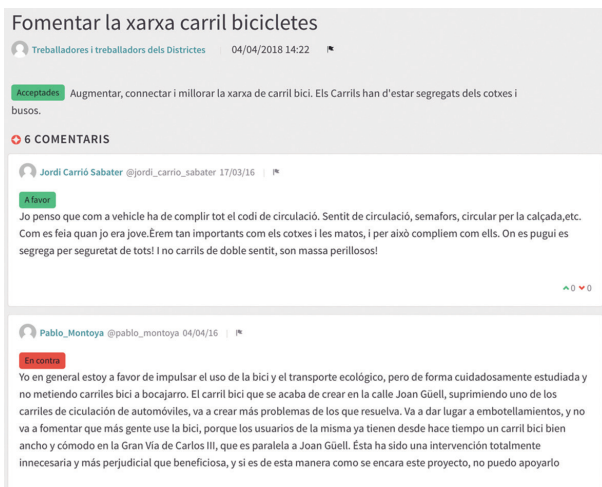 Fomentar la xarxa carril bicicletes
Treballadores i treballadors dels Districtes 04/04/2018 14:22
Acceptades Augmentar, connectar i millorar la xarxa de carril bici. Els Carrils han d'estar segregats dels cotxes i
busos.
6 COMENTARIS
Jordi Carrió Sabater @jordi_carrio_sabater 17/03/16
A favor
Jo penso que com a vehicle ha de complir tot el codi de circulació. Sentit de circulació, semafors, circular per la calçada,etc.
Com es feia quan jo era jove.Èrem tan importants com els cotxes i les matos, i per això compliem com ells. On es pugui es
segrega per seguretat de tots! I no carrils de doble sentit, són massa perillosos!
0 0
Pablo_Montoya @pablo_montoya 04/04/16
En contra
Yo en general estoy a favor de impulsar el uso de la bici y el transporte ecológico, pero de forma cuidadosamente estudiada y
no metiendo carriles bici a bocajarro. El carril bici que se acaba de crear en la calle Joan Güell, suprimiendo uno de los
carriles de ciculación de automóviles, va a crear más problemas de los que resuelva. Va a dar lugar a embotellamientos, y no
va a fomentar que más gente use la bici, porque los usuarios de la misma ya tienen desde hace tiempo un carril bici bien
ancho y cómodo en la Gran Vía de Carlos III, que es paralela a Joan Güell. Ésta ha sido una intervención totalmente
innecesaria y más perjudicial que beneficiosa, y si es de esta manera como se encara este proyecto, no puedo apoyarlo